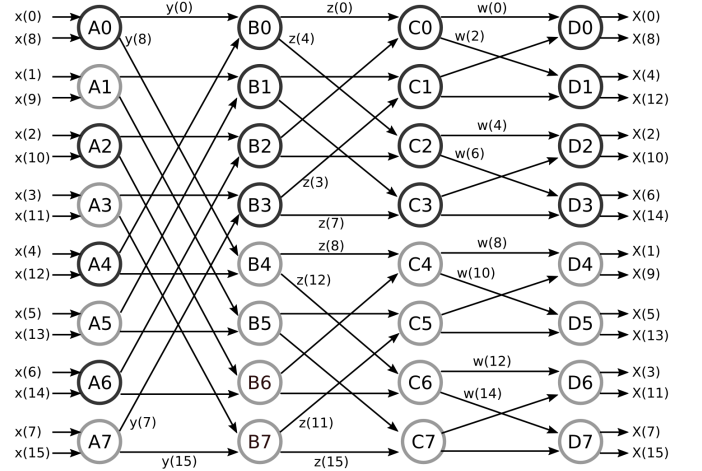 x(0) A0 y(0) B0 z(0) C0 w(0) D0 X(0)
x(8) y(8) z(4) w(2) X(8)
x(1) A1 B1 C1 D1 X(4)
x(9) X(12)
x(2) A2 B2 C2 w(4) D2 X(2)
x(10) w(6) X(10)
x(3) A3 B3 z(3) C3 D3 X(6)
x(11) z(7) X(14)
x(4) A4 B4 z(8) C4 w(8) D4 X(1)
x(12) z(12) w(10) X(9)
x(5) A5 B5 C5 D5 X(5)
x(13) X(13)
x(6) A6 B6 C6 w(12) D6 X(3)
x(14) w(14) X(11)
x(7) A7 y(7) B7 z(11) C7 D7 X(7)
x(15) y(15) z(15) X(15)